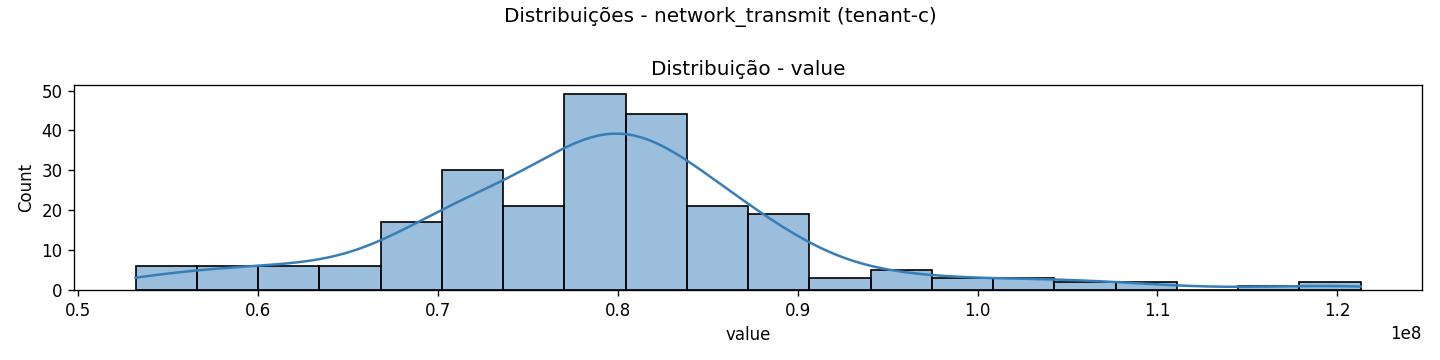 Distribuições - network_transmit (tenant-c)
Distribuição - value
50
40
30
20
10
0
Count
0.5 0.6 0.7 0.8 0.9 1.0 1.1 1.2
value
1e8